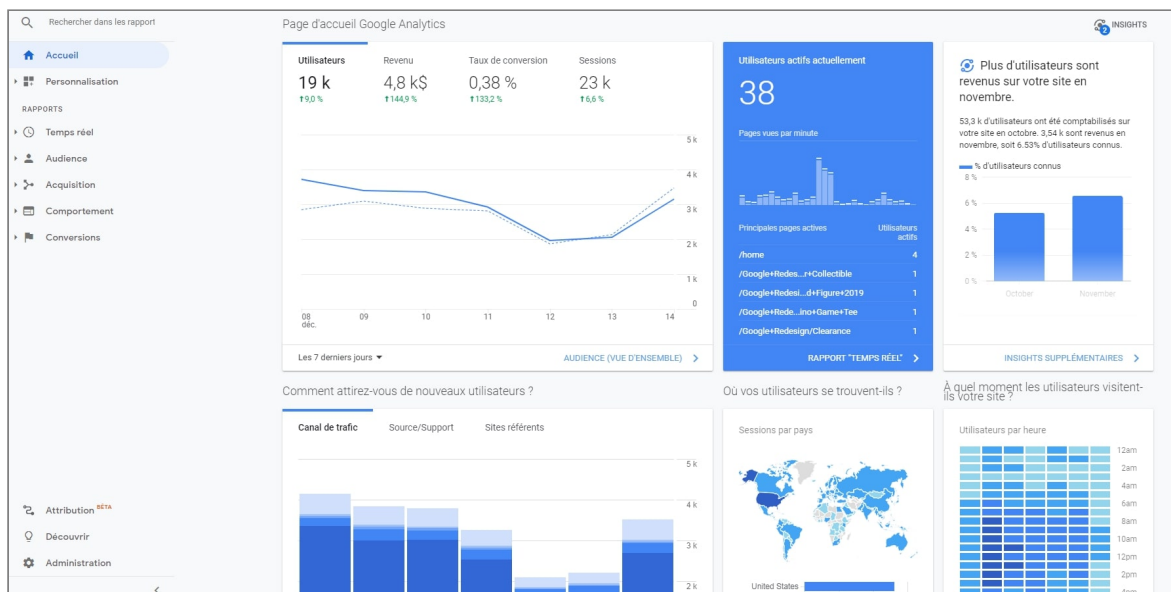 Rechercher dans les rapport
Accueil
Personnalisation
RAPPORTS
Temps réel
Audience
Acquisition
Comportement
Conversions
Attribution BETA
Découvrir
Administration
Page d'accueil Google Analytics
INSIGHTS
2
Utilisateurs
19 k
9,0 %
Revenu
4,8 k$
144,9 %
Taux de conversion
0,38 %
133,2 %
Sessions
23 k
6,6 %
5 k
4 k
3 k
2 k
1 k
0
08 09 10 11 12 13 14
déc.
Les 7 derniers jours
AUDIENCE (VUE D'ENSEMBLE)
Utilisateurs actifs actuellement
38
Pages vues par minute
Principales pages actives Utilisateurs
actifs
/home 4
/Google+Redes...r+Collectible 1
/Google+Redesi...d+Figure+2019 1
/Google+Rede...ino+Game+Tee 1
/Google+Redesign/Clearance 1
RAPPORT "TEMPS RÉEL"
Plus d'utilisateurs sont
revenus sur votre site en
novembre.
53,3 k d'utilisateurs ont été comptabilisés sur
votre site en octobre. 3,54 k sont revenus en
novembre, soit 6.53% d'utilisateurs connus.
% d'utilisateurs connus
8 %
6 %
4 %
2 %
0 %
October November
INSIGHTS SUPPLÉMENTAIRES
Comment attirez-vous de nouveaux utilisateurs ?
Canal de trafic Source/Support Sites référents
5 k
4 k
3 k
2 k
Où vos utilisateurs se trouvent-ils ?
Sessions par pays
United States
À quel moment les utilisateurs visitent-
ils votre site ?
Utilisateurs par heure
12am
2am
4am
6am
8am
10am
12pm
2pm
4pm